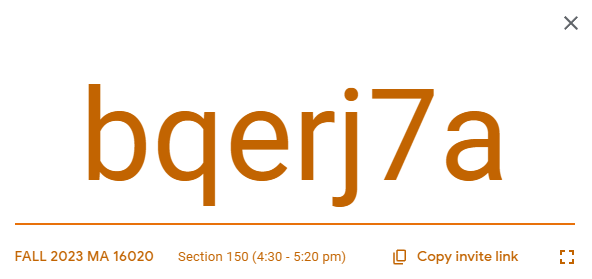 bqerj7a
FALL 2023 MA 16020 Section 150 (4:30 - 5:20 pm) Copy invite link